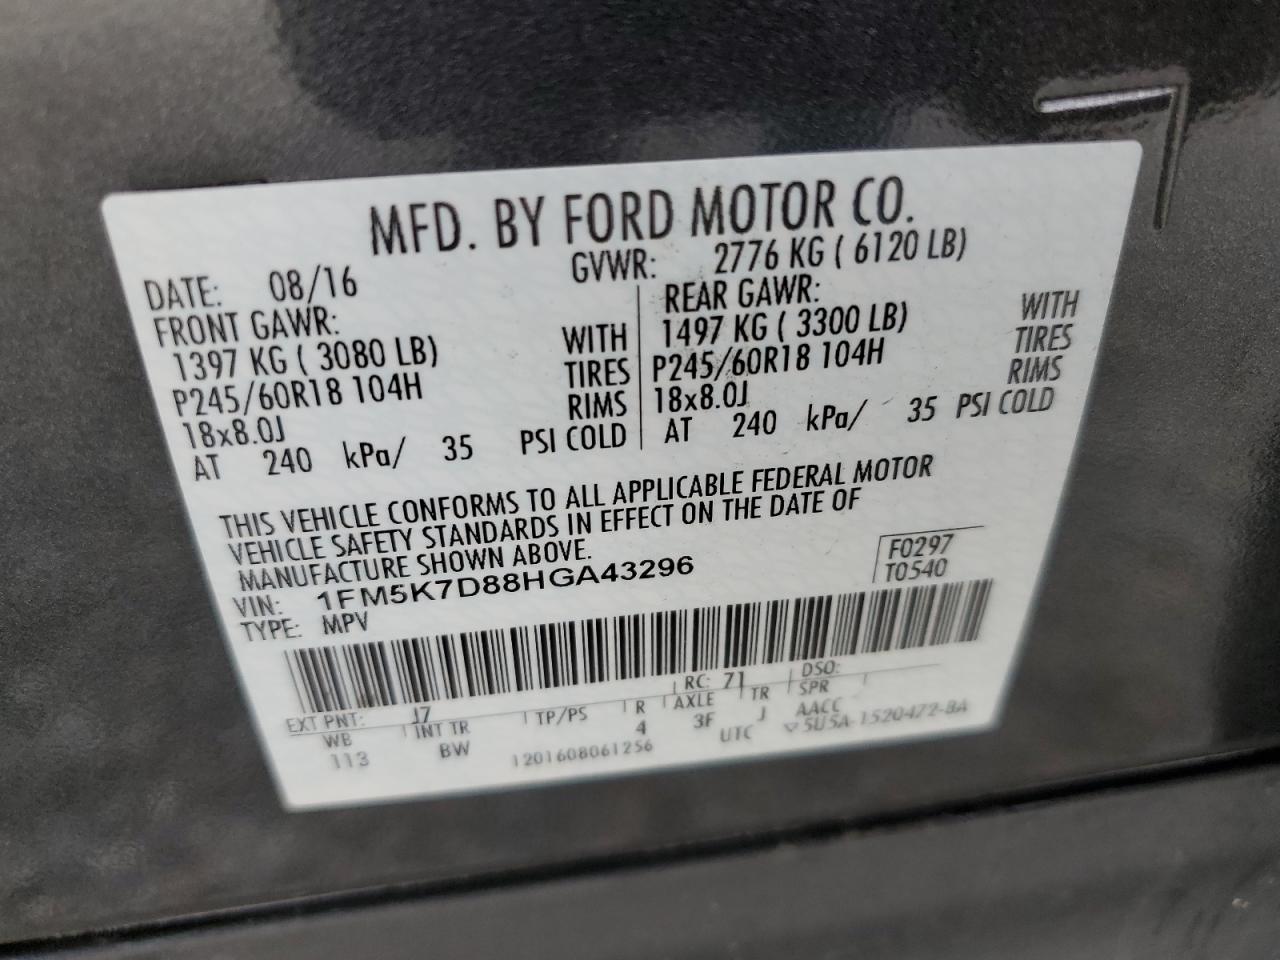 MFD. BY FORD MOTOR CO.
DATE: 08/16 GVWR: 2776 KG ( 6120 LB)
FRONT GAWR: REAR GAWR:
1397 KG ( 3080 LB) WITH 1497 KG ( 3300 LB) WITH
P245/60R18 104H TIRES P245/60R18 104H TIRES
18x8.0J RIMS 18x8.0J RIMS
AT 240 kPa/ 35 PSI COLD AT 240 kPa/ 35 PSI COLD
THIS VEHICLE CONFORMS TO ALL APPLICABLE FEDERAL MOTOR
VEHICLE SAFETY STANDARDS IN EFFECT ON THE DATE OF
MANUFACTURE SHOWN ABOVE.
F0297
VIN: 1FM5K7D88HGA43296 T0540
TYPE: MPV
EXT PNT: J7 RC: 71 DSO:
WB INT TR TP/PS R AXLE TR SPR
113 BW 4 3F J AACC
1201608061256 UTC ▽5U5A-1520472-BA